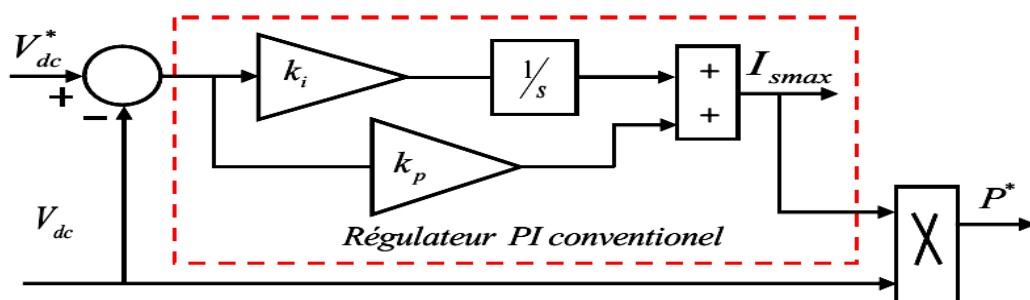 V*dc
+
−
ki
1/s
+
+
Ismax
kp
Vdc
Régulateur PI conventionel
X
P*